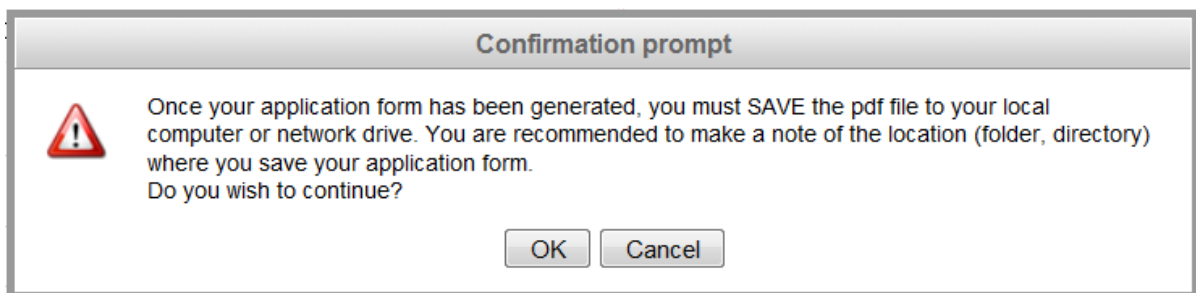 Confirmation prompt
Once your application form has been generated, you must SAVE the pdf file to your local
computer or network drive. You are recommended to make a note of the location (folder, directory)
where you save your application form.
Do you wish to continue?
OK Cancel